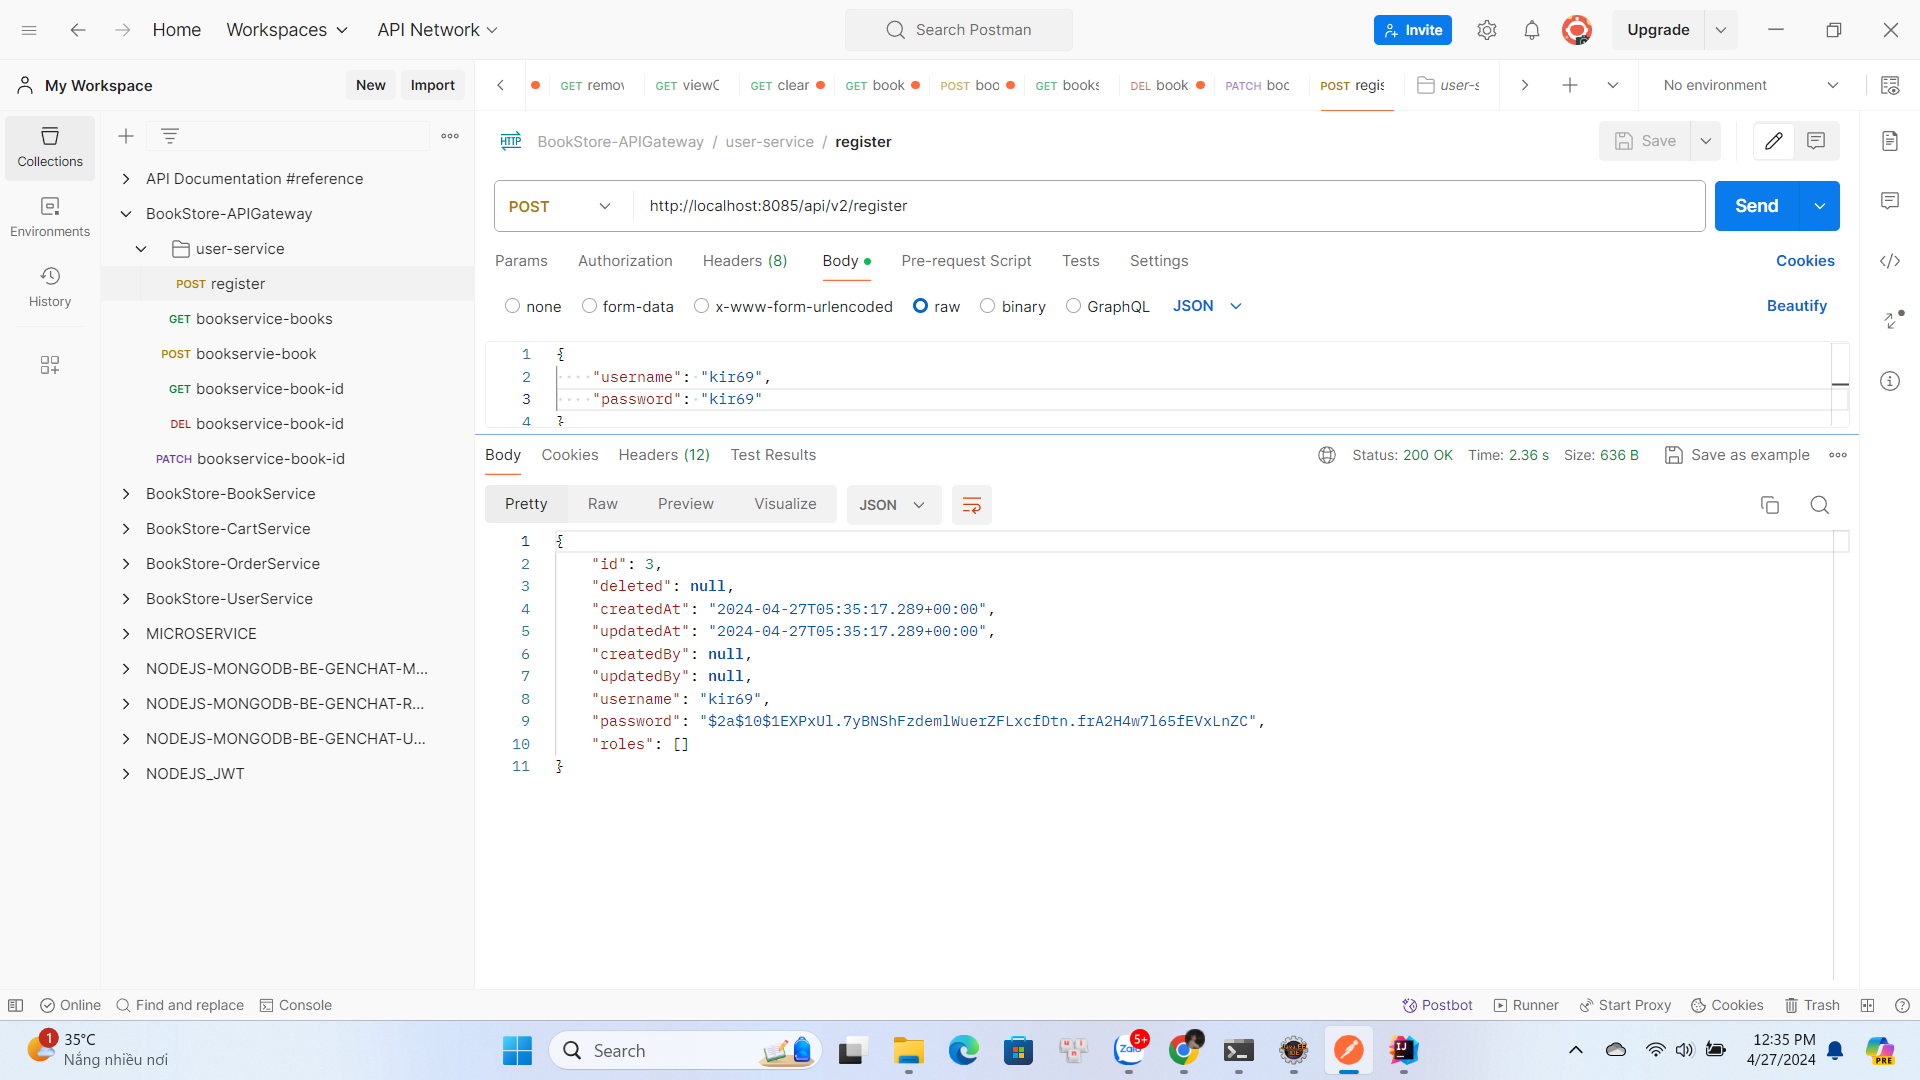 Home
Workspaces
API Network
Search Postman
Invite
Upgrade
My Workspace
New
Import
GET remov
GET viewC
GET clear
GET book
POST boo
GET books
DEL book
PATCH boo
POST regis
user-s
No environment
Collections
Environments
History
API Documentation #reference
BookStore-APIGateway
user-service
POST register
GET bookservice-books
POST bookservie-book
GET bookservice-book-id
DEL bookservice-book-id
PATCH bookservice-book-id
BookStore-BookService
BookStore-CartService
BookStore-OrderService
BookStore-UserService
MICROSERVICE
NODEJS-MONGODB-BE-GENCHAT-M...
NODEJS-MONGODB-BE-GENCHAT-R...
NODEJS-MONGODB-BE-GENCHAT-U...
NODEJS_JWT
HTTP BookStore-APIGateway / user-service / register
Save
POST http://localhost:8085/api/v2/register
Send
Params Authorization Headers (8) Body Pre-request Script Tests Settings Cookies
none form-data x-www-form-urlencoded raw binary GraphQL JSON Beautify
1 {
2 "username": "kir69",
3 "password": "kir69"
4 }
Body Cookies Headers (12) Test Results Status: 200 OK Time: 2.36 s Size: 636 B Save as example
Pretty Raw Preview Visualize JSON
1 {
2 "id": 3,
3 "deleted": null,
4 "createdAt": "2024-04-27T05:35:17.289+00:00",
5 "updatedAt": "2024-04-27T05:35:17.289+00:00",
6 "createdBy": null,
7 "updatedBy": null,
8 "username": "kir69",
9 "password": "$2a$10$1EXPxUl.7yBNShFzdemlWuerZFLxcfDtn.frA2H4w7l65fEVxLnZC",
10 "roles": []
11 }
Online Find and replace Console Postbot Runner Start Proxy Cookies Trash
1
35°C
Nắng nhiều nơi
Search
Zalo
5+
IJ
12:35 PM
4/27/2024
PRE